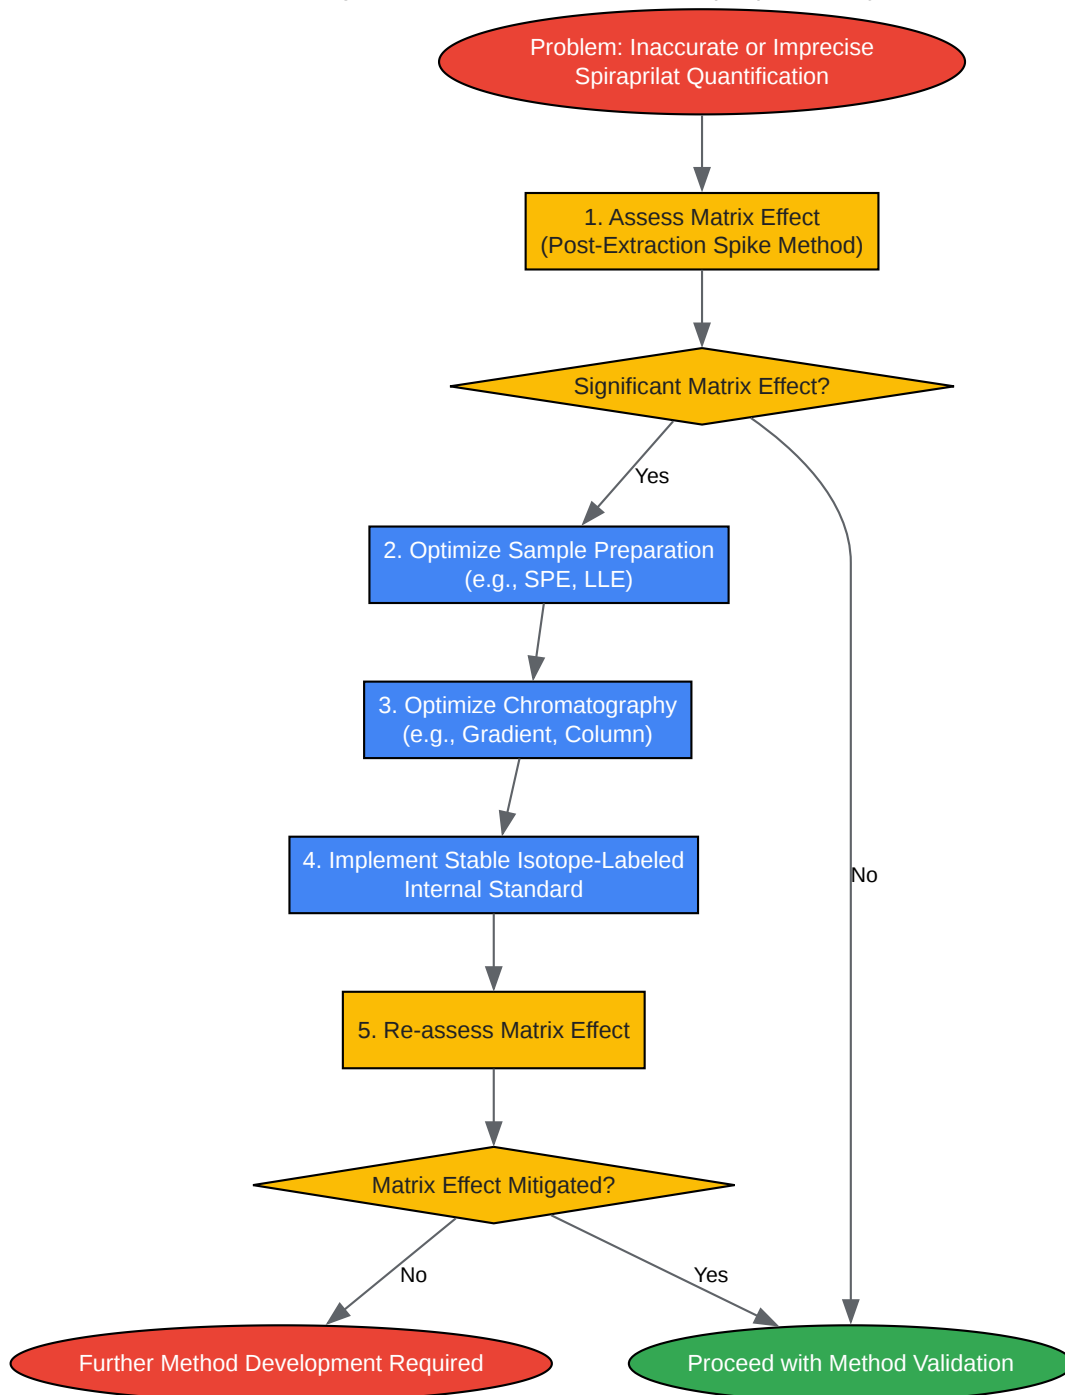 Problem: Inaccurate or Imprecise
Spiraprilat Quantification
1. Assess Matrix Effect
(Post-Extraction Spike Method)
Significant Matrix Effect?
Yes
2. Optimize Sample Preparation
(e.g., SPE, LLE)
3. Optimize Chromatography
(e.g., Gradient, Column)
4. Implement Stable Isotope-Labeled
Internal Standard
No
5. Re-assess Matrix Effect
Matrix Effect Mitigated?
No
Yes
Further Method Development Required
Proceed with Method Validation